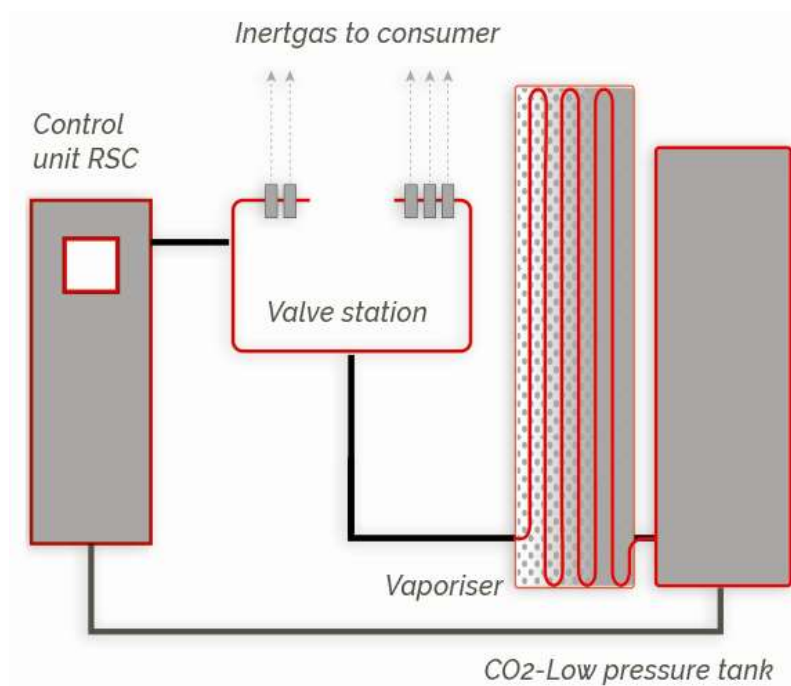 Inertgas to consumer
Control
unit RSC
Valve station
Vaporiser
CO2-Low pressure tank